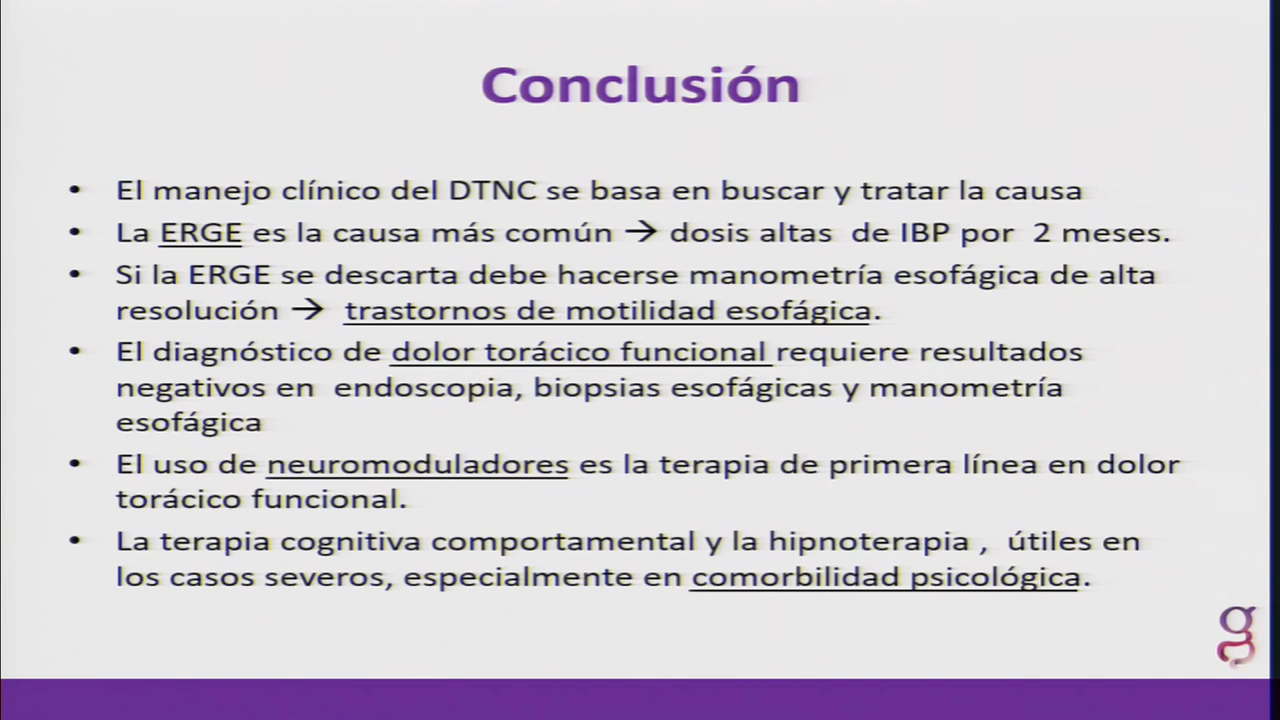 Conclusión
• El manejo clínico del DTNC se basa en buscar y tratar la causa
• La ERGE es la causa más común → dosis altas de IBP por 2 meses.
• Si la ERGE se descarta debe hacerse manometría esofágica de alta
resolución → trastornos de motilidad esofágica.
• El diagnóstico de dolor torácico funcional requiere resultados
negativos en endoscopia, biopsias esofágicas y manometría
esofágica
• El uso de neuromoduladores es la terapia de primera línea en dolor
torácico funcional.
• La terapia cognitiva comportamental y la hipnoterapia , útiles en
los casos severos, especialmente en comorbilidad psicológica.